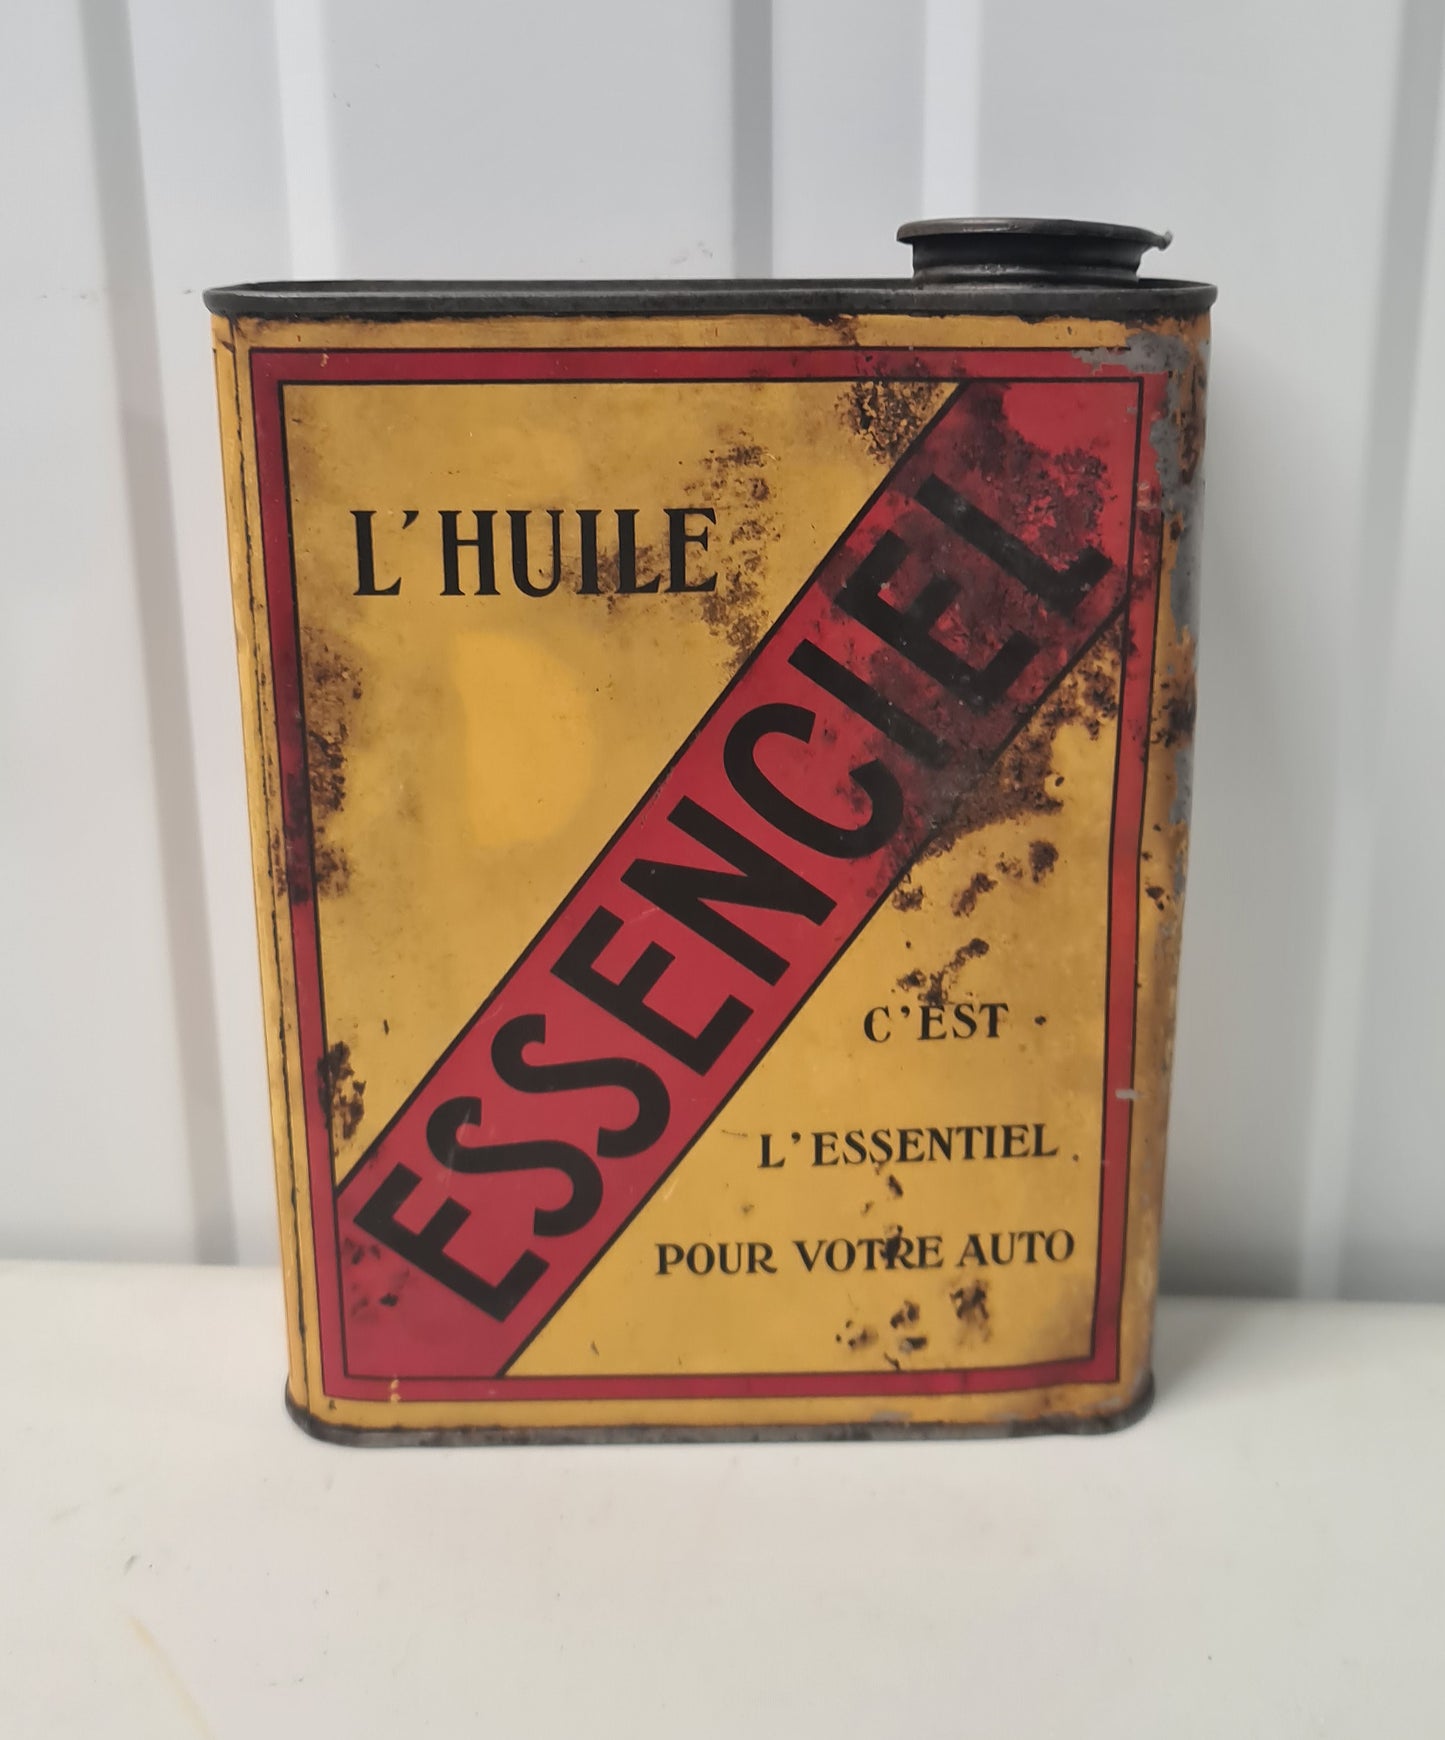 L'HUILE
ESSENCIEL
C'EST
L'ESSENTIEL
POUR VOTRE AUTO